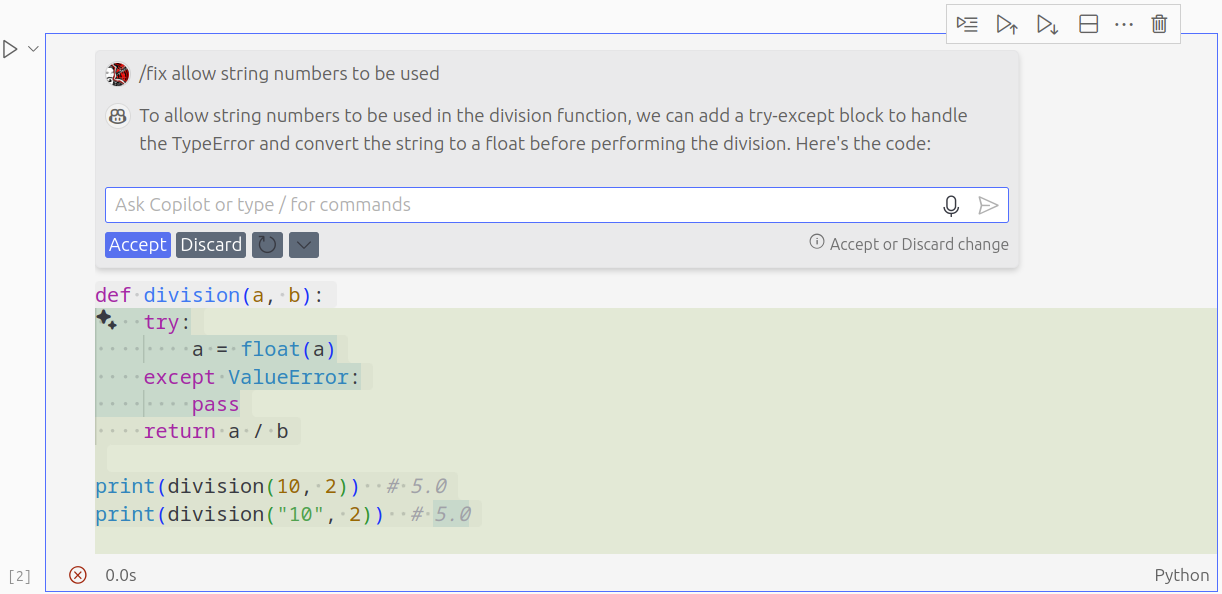 /fix allow string numbers to be used
To allow string numbers to be used in the division function, we can add a try-except block to handle
the TypeError and convert the string to a float before performing the division. Here's the code:
Ask Copilot or type / for commands
Accept Discard Accept or Discard change
def division(a, b):
    try:
        a = float(a)
    except ValueError:
        pass
    return a / b
print(division(10, 2))  # 5.0
print(division("10", 2))  # 5.0
[2] 0.0s Python